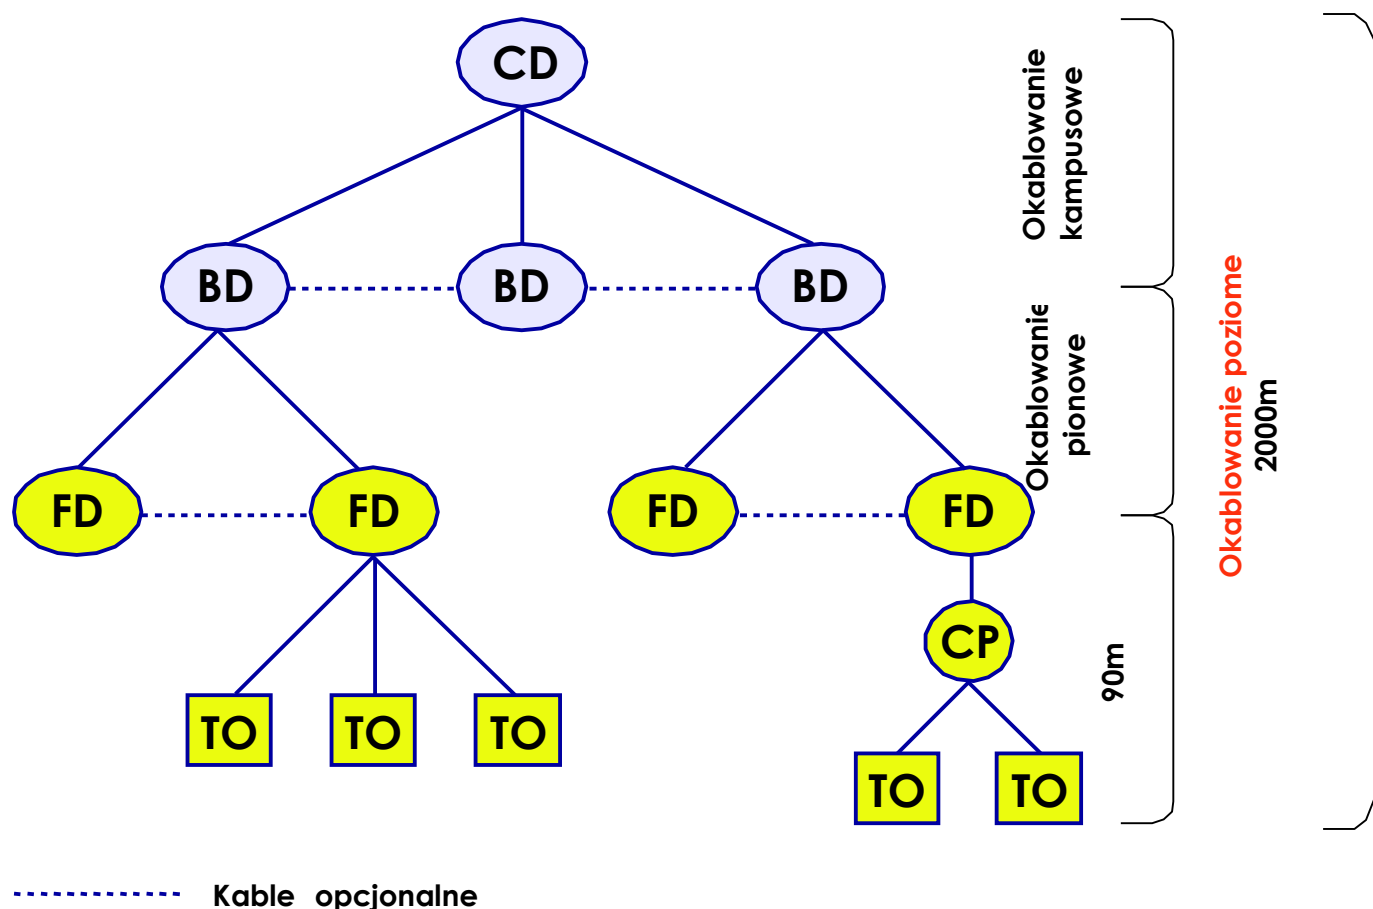 CD
Okablowanie
kampusowe
BD
BD
BD
Okablowanie
pionowe
Okablowanie poziome
2000m
FD
FD
FD
FD
CP
90m
TO
TO
TO
TO
TO
Kable opcjonalne